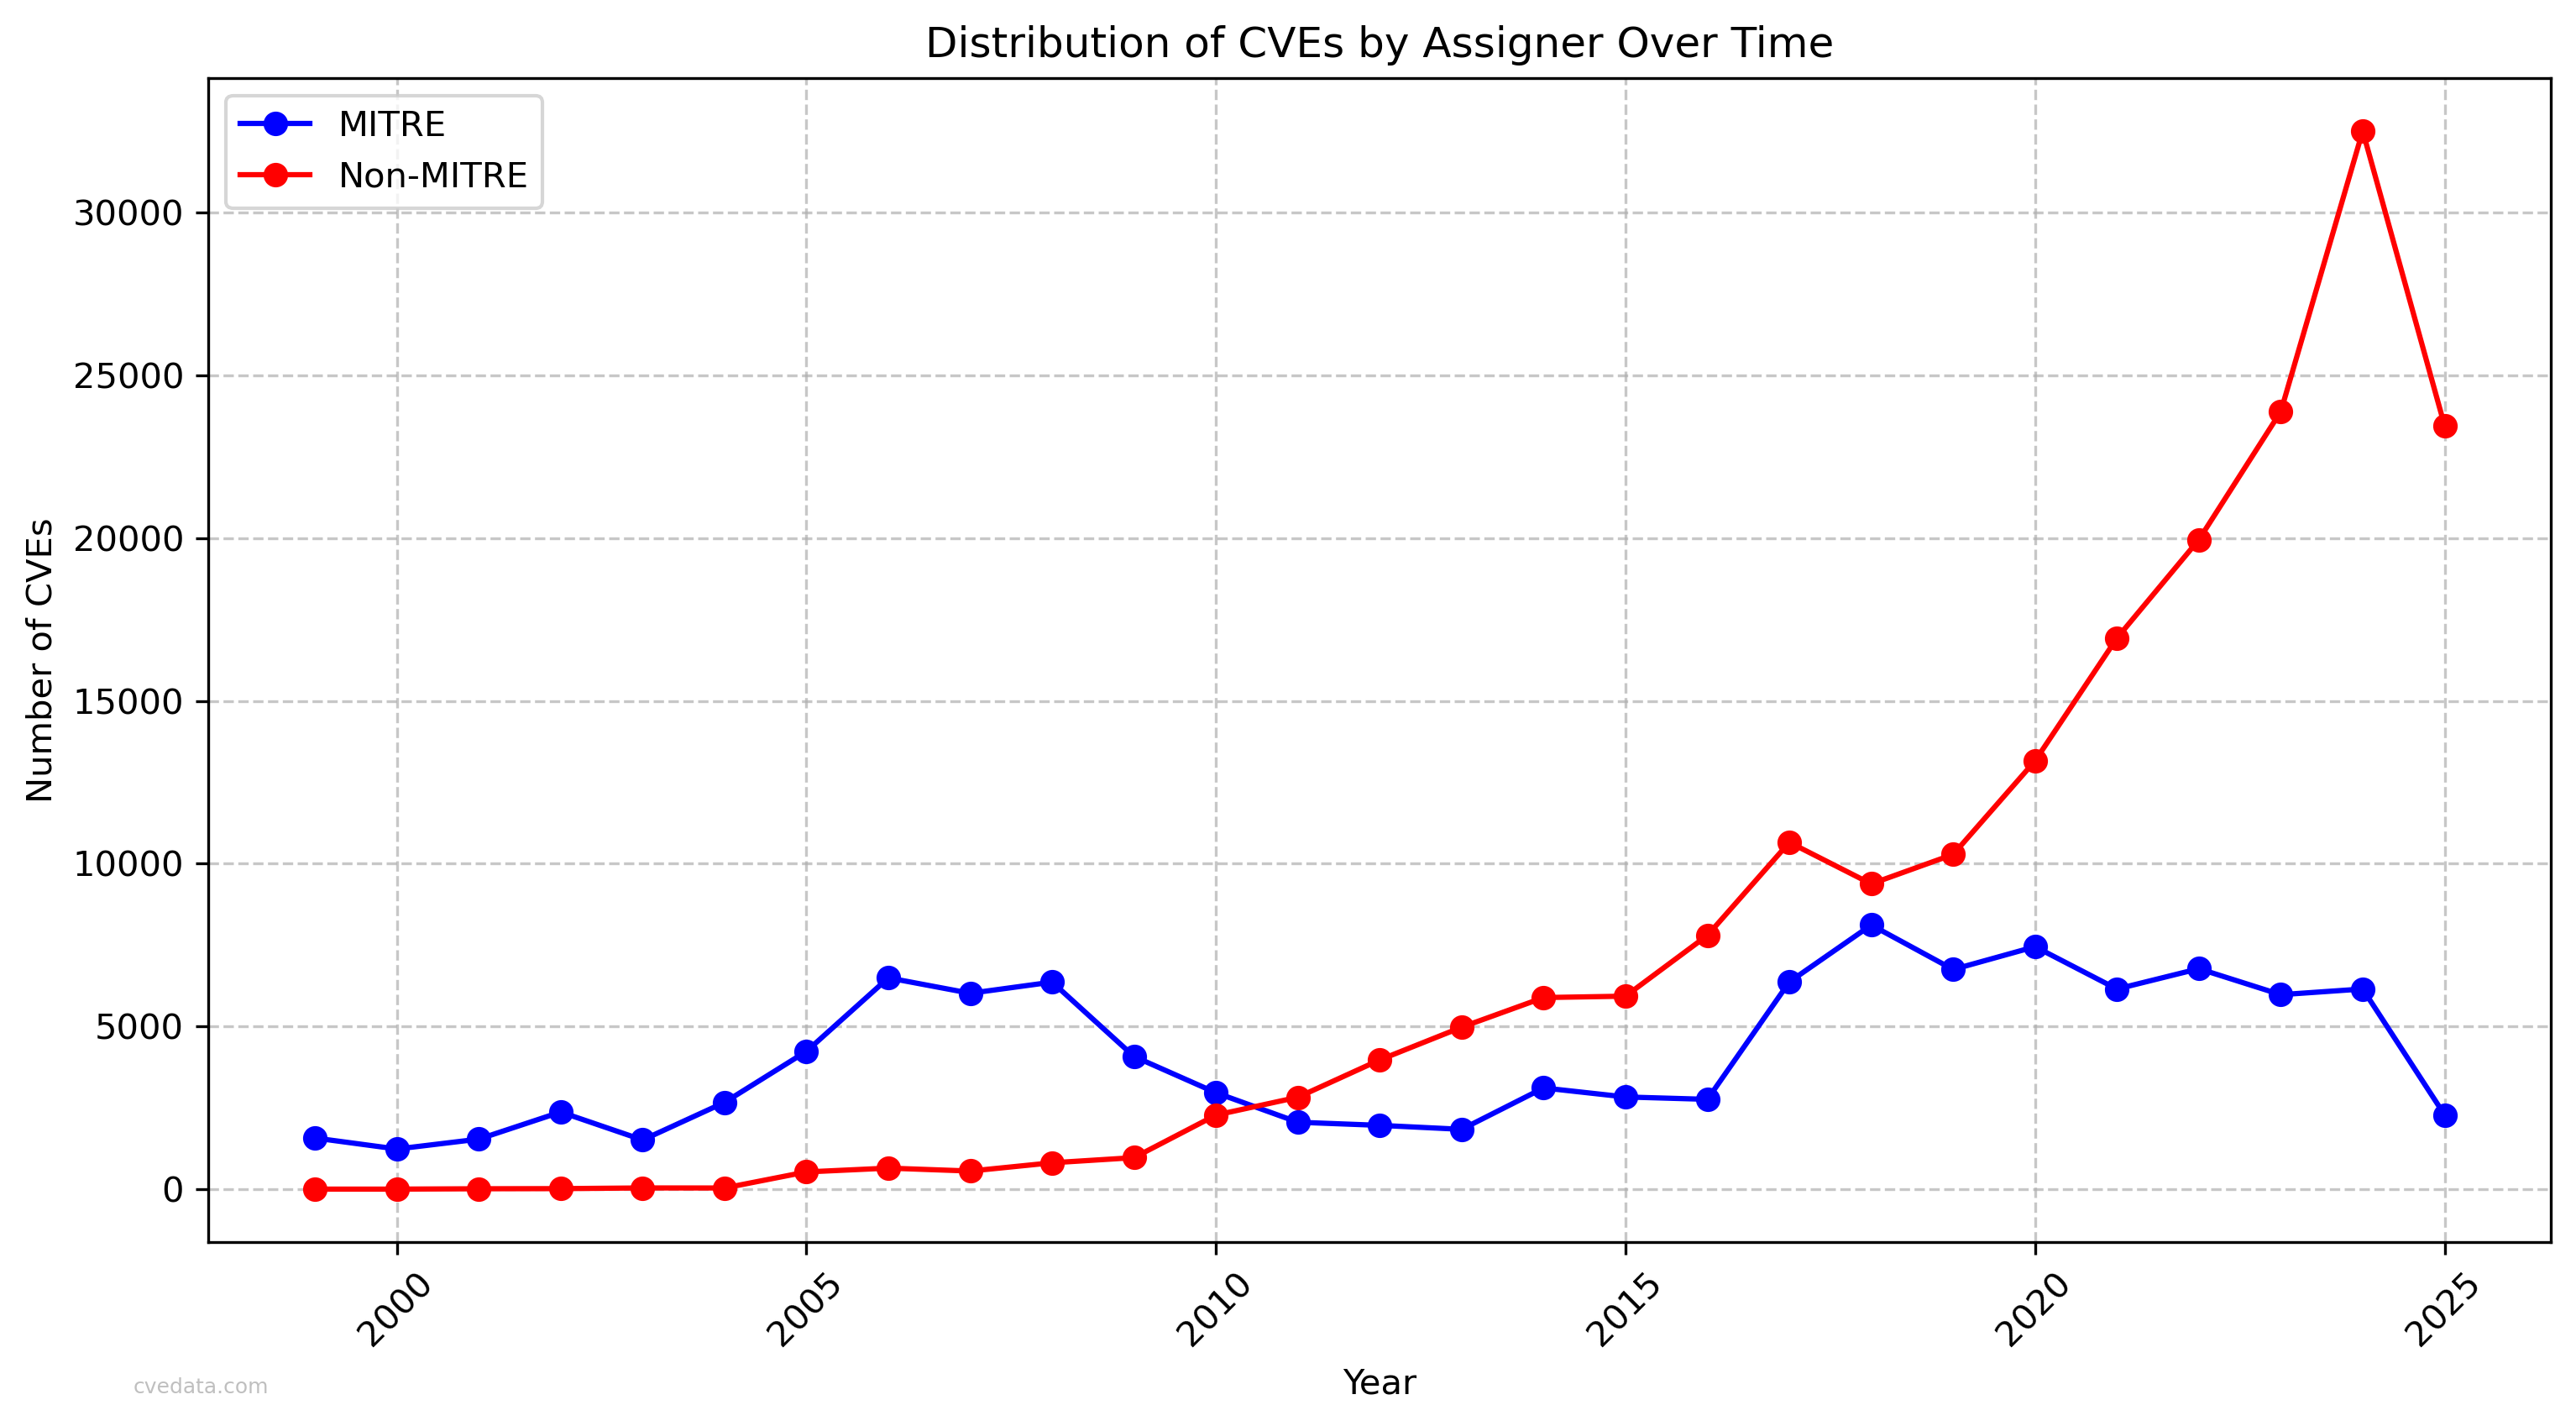 Distribution of CVEs by Assigner Over Time
MITRE
Non-MITRE
30000
25000
20000
15000
10000
5000
0
Number of CVEs
2000
2005
2010
2015
2020
2025
Year
cvedata.com